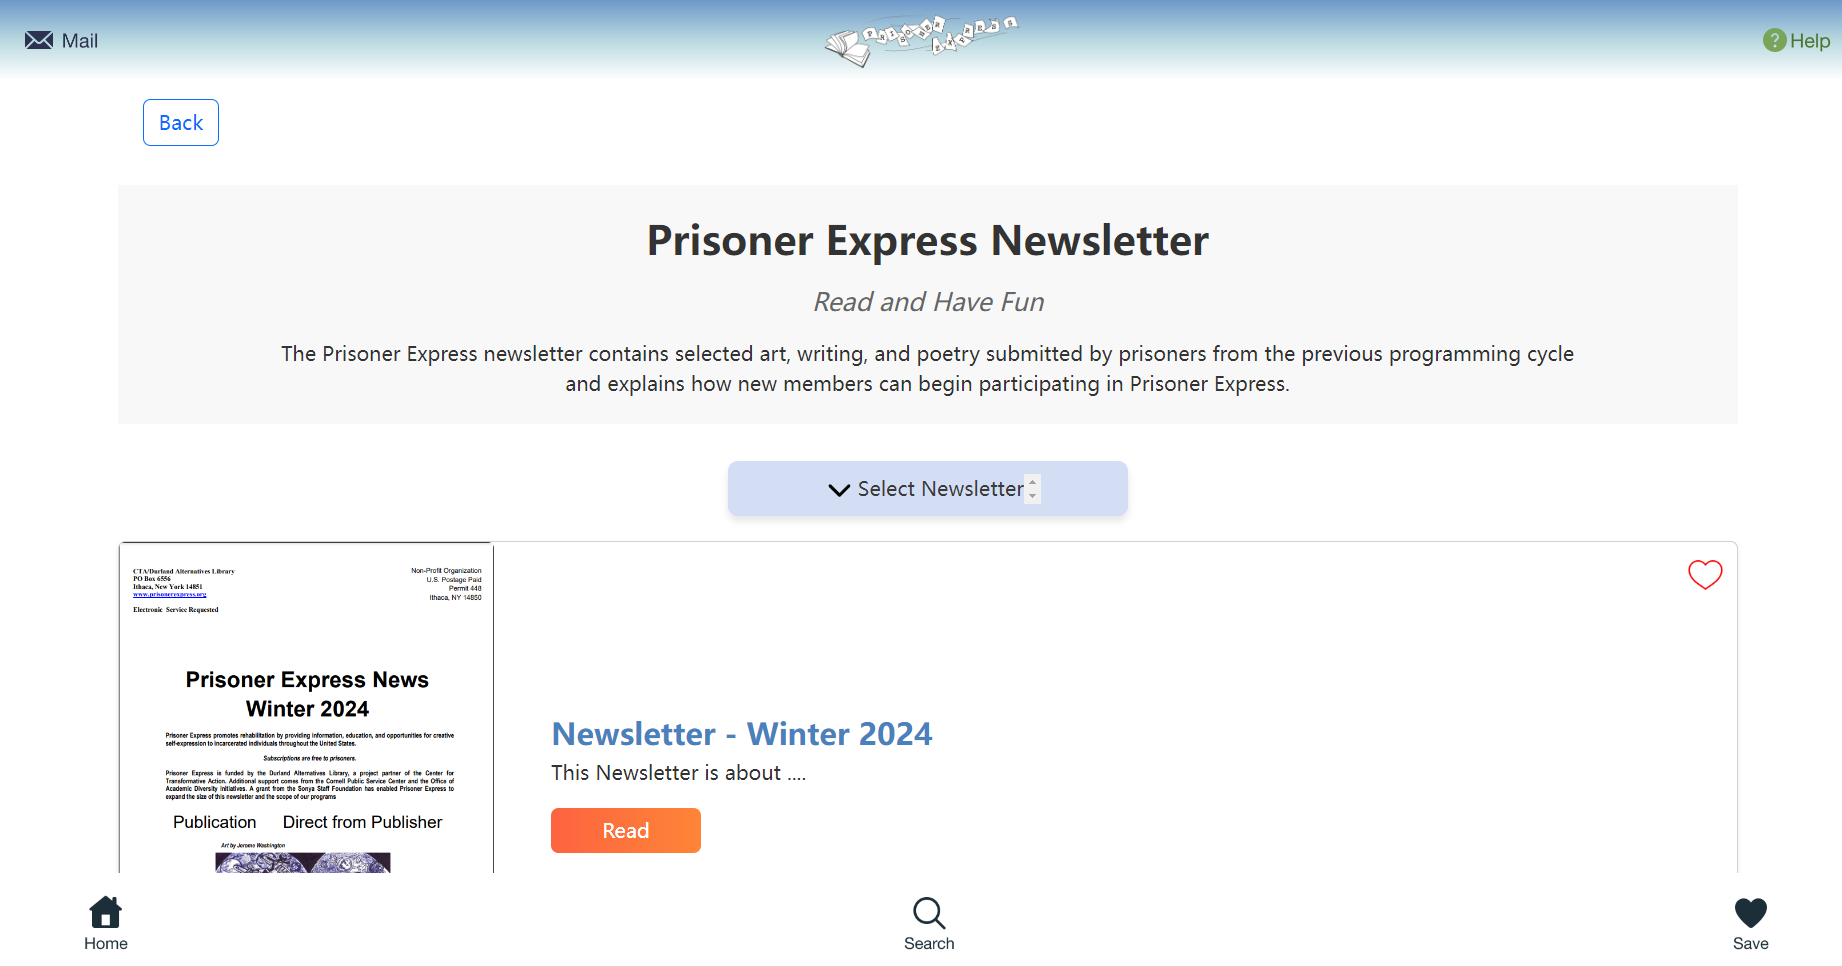 Mail
PRISONER
EXPRESS
Help
Back
Prisoner Express Newsletter
Read and Have Fun
The Prisoner Express newsletter contains selected art, writing, and poetry submitted by prisoners from the previous programming cycle
and explains how new members can begin participating in Prisoner Express.
Select Newsletter
CTA/Durland Alternatives Library
PO Box 6556
Ithaca, New York 14851
www.prisonerexpress.org
Electronic Service Requested
Non-Profit Organization
U.S. Postage Paid
Permit 448
Ithaca, NY 14850
Prisoner Express News
Winter 2024
Prisoner Express promotes rehabilitation by providing information, education, and opportunities for creative
self-expression to incarcerated individuals throughout the United States.
Subscriptions are free to prisoners.
Prisoner Express is funded by the Durland Alternatives Library, a project partner of the Center for
Transformative Action. Additional support comes from the Cornell Public Service Center and the Office of
Academic Diversity Initiatives. A grant from the Sonya Staff Foundation has enabled Prisoner Express to
expand the size of this newsletter and the scope of our programs
Publication Direct from Publisher
Art by Jerome Washington
Newsletter - Winter 2024
This Newsletter is about ....
Read
Home
Search
Save